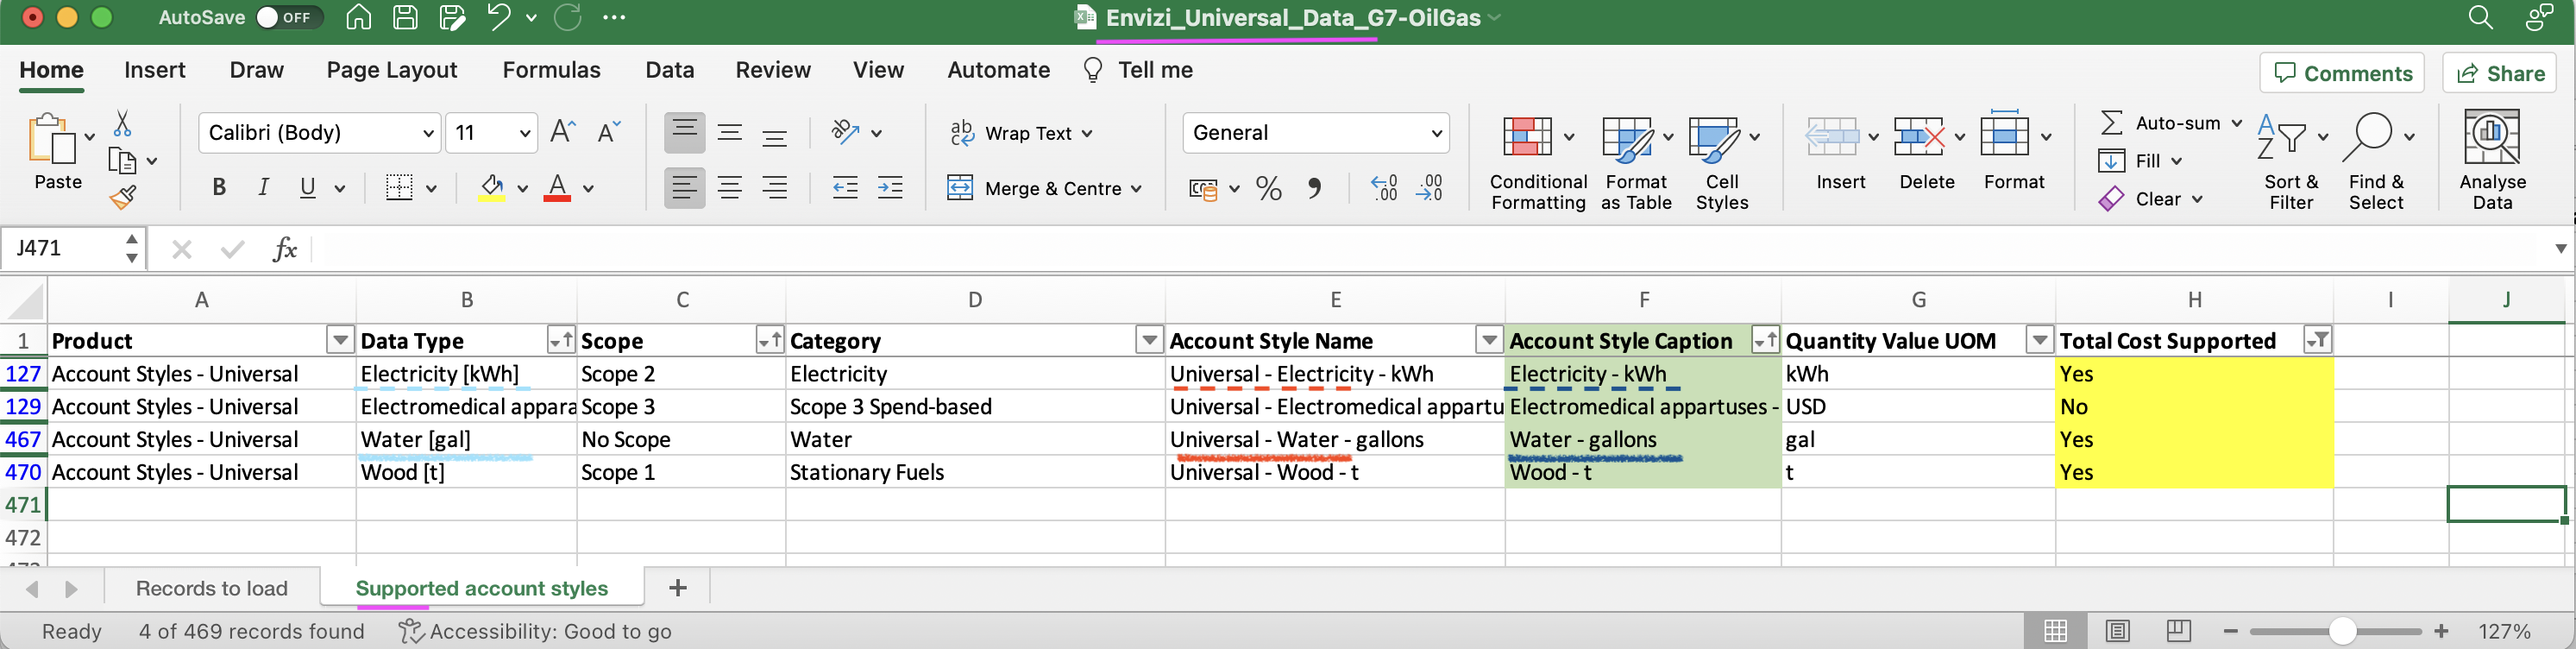 AutoSave OFF Envizi_Universal_Data_G7-OilGas
Home Insert Draw Page Layout Formulas Data Review View Automate Tell me Comments Share
Paste
Calibri (Body) 11 A A
B I U A
ab Wrap Text
Merge & Centre
General
% , .00
Conditional Formatting
Format as Table
Cell Styles
Insert
Delete
Format
Auto-sum
Fill
Clear
Sort & Filter
Find & Select
Analyse Data
J471 fx
A B C D E F G H I J
1 Product Data Type Scope Category Account Style Name Account Style Caption Quantity Value UOM Total Cost Supported
127 Account Styles - Universal Electricity [kWh] Scope 2 Electricity Universal - Electricity - kWh Electricity - kWh kWh Yes
129 Account Styles - Universal Electromedical appara Scope 3 Scope 3 Spend-based Universal - Electromedical appartu Electromedical appartuses - USD No
467 Account Styles - Universal Water [gal] No Scope Water Universal - Water - gallons Water - gallons gal Yes
470 Account Styles - Universal Wood [t] Scope 1 Stationary Fuels Universal - Wood - t Wood - t t Yes
471
472
Records to load Supported account styles +
Ready 4 of 469 records found Accessibility: Good to go 127%